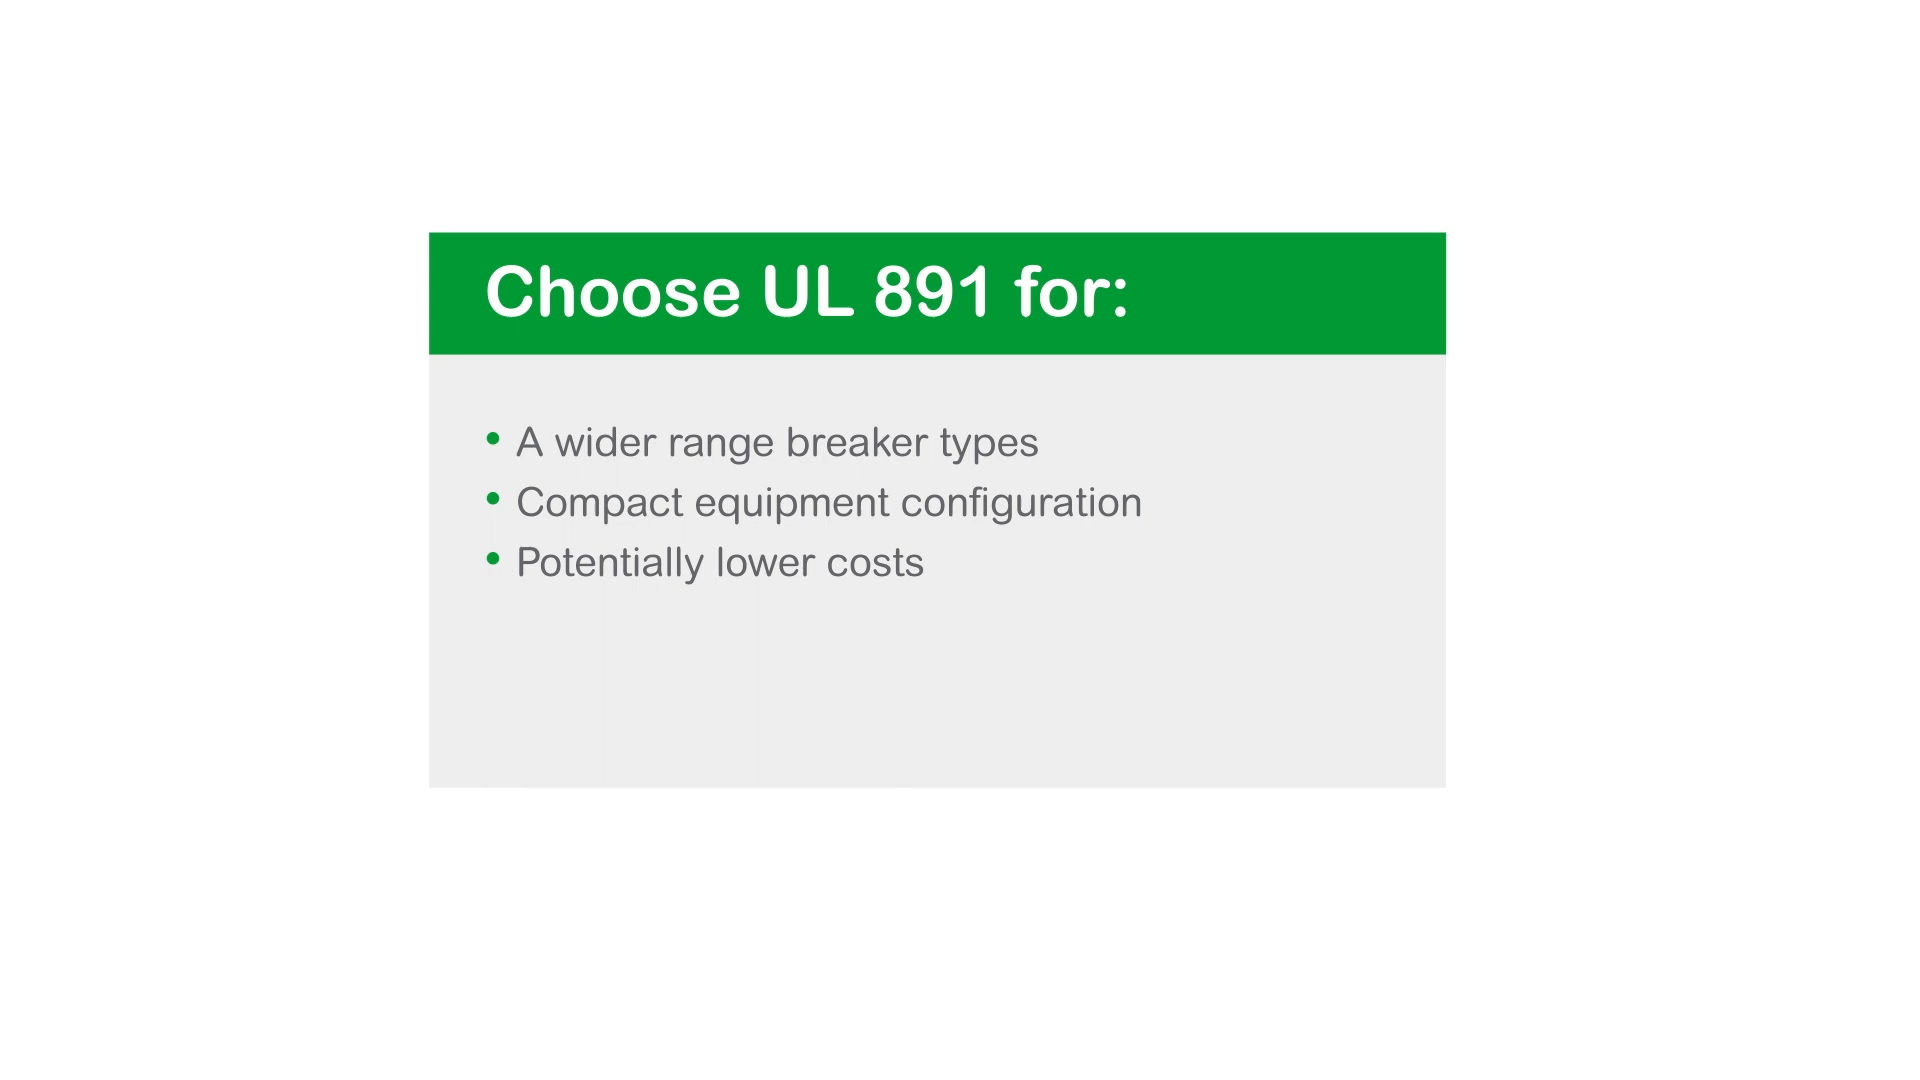 Choose UL 891 for:
• A wider range breaker types
• Compact equipment configuration
• Potentially lower costs